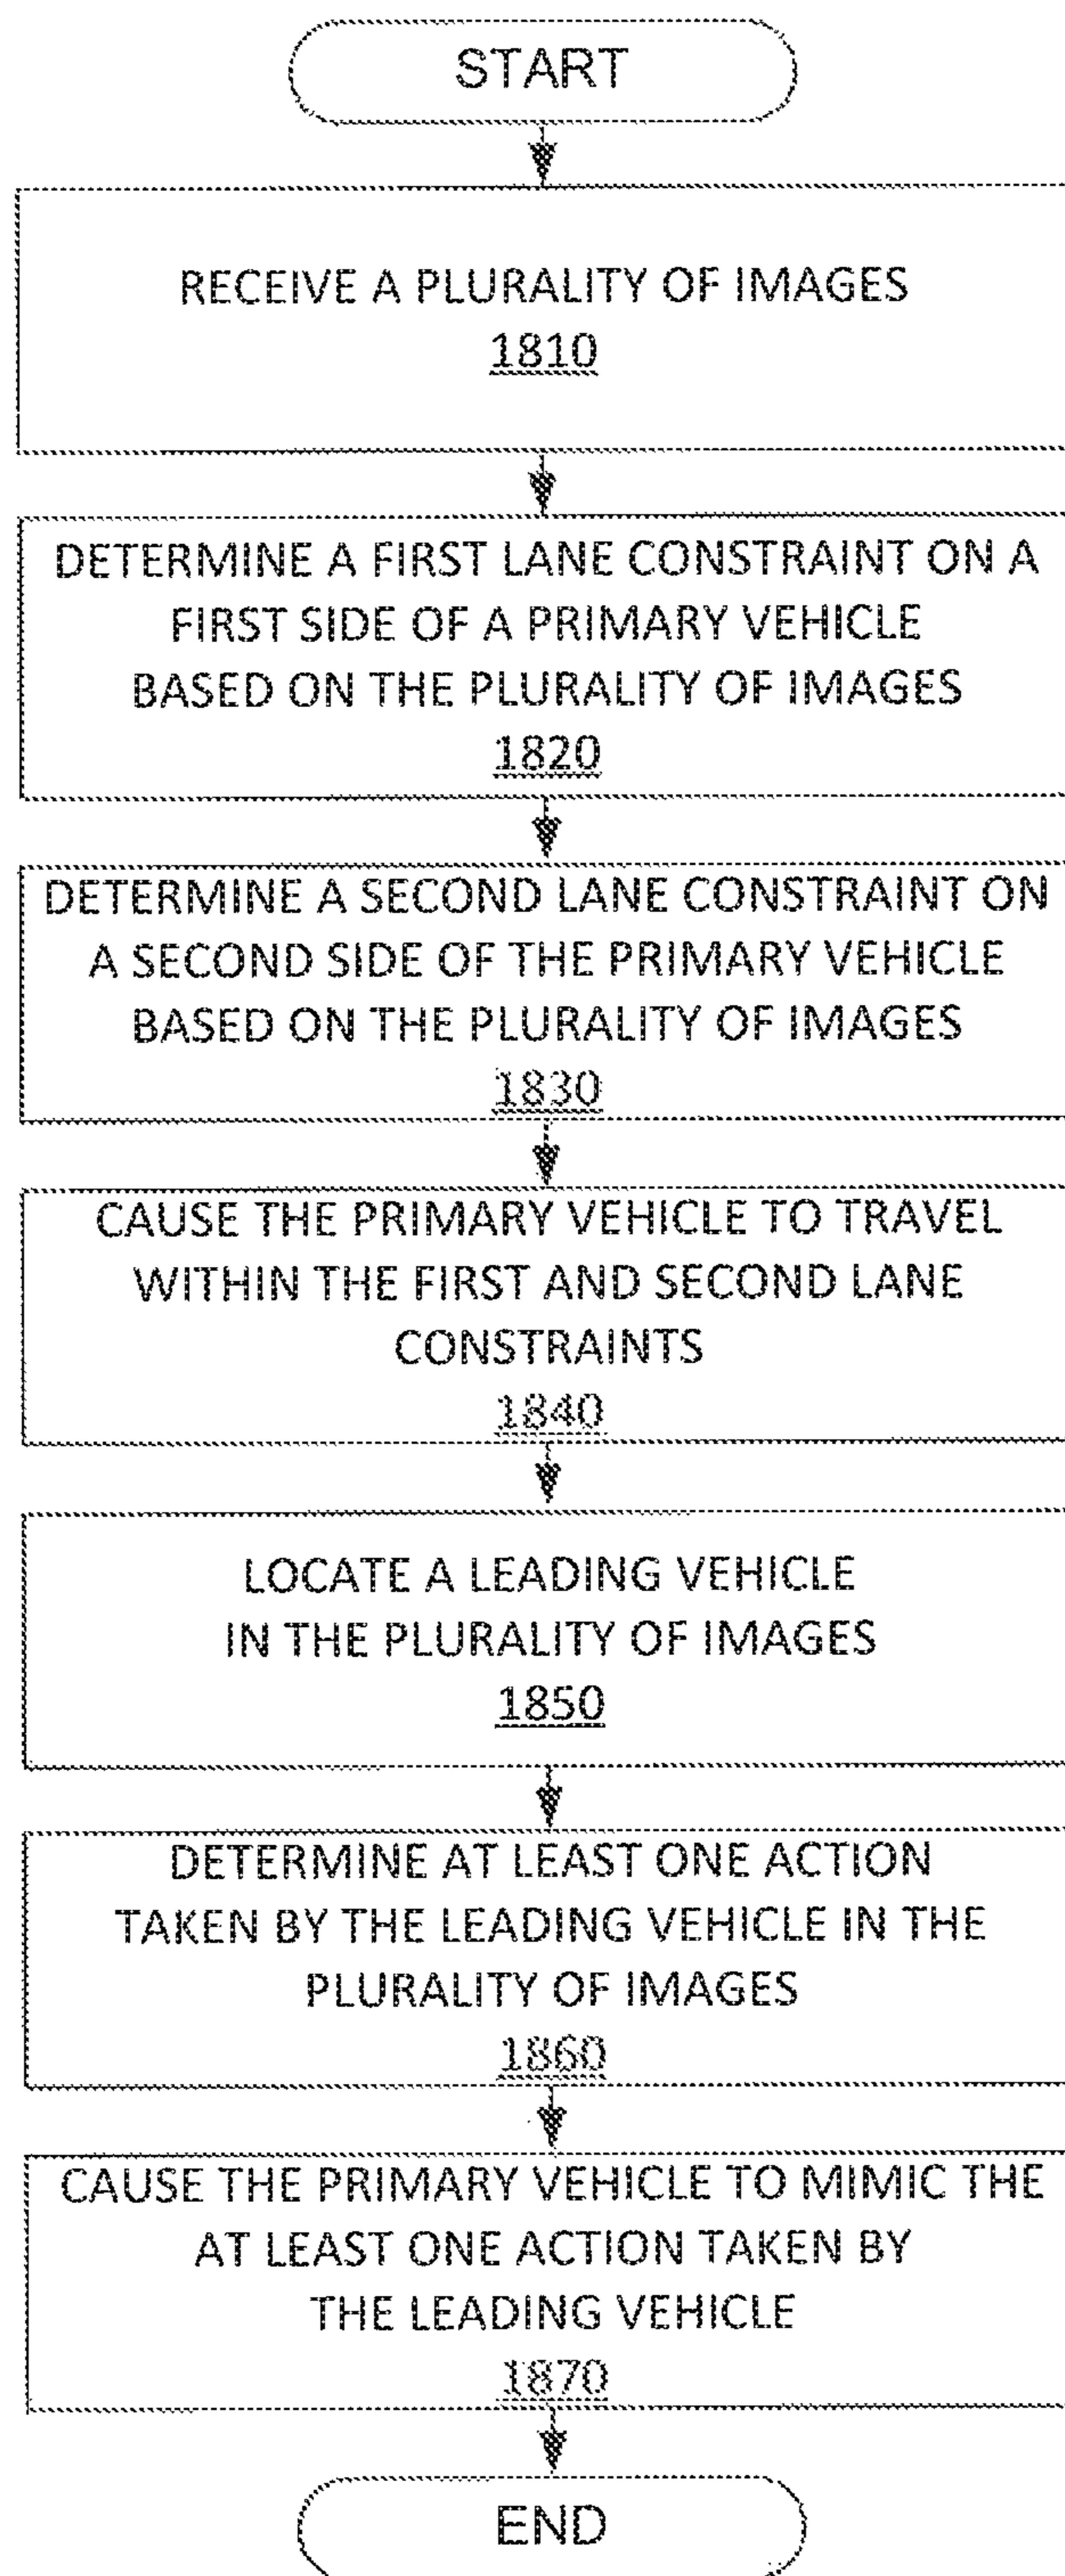 START
RECEIVE A PLURALITY OF IMAGES
1810
DETERMINE A FIRST LANE CONSTRAINT ON A
FIRST SIDE OF A PRIMARY VEHICLE
BASED ON THE PLURALITY OF IMAGES
1820
DETERMINE A SECOND LANE CONSTRAINT ON
A SECOND SIDE OF THE PRIMARY VEHICLE
BASED ON THE PLURALITY OF IMAGES
1830
CAUSE THE PRIMARY VEHICLE TO TRAVEL
WITHIN THE FIRST AND SECOND LANE
CONSTRAINTS
1840
LOCATE A LEADING VEHICLE
IN THE PLURALITY OF IMAGES
1850
DETERMINE AT LEAST ONE ACTION
TAKEN BY THE LEADING VEHICLE IN THE
PLURALITY OF IMAGES
1860
CAUSE THE PRIMARY VEHICLE TO MIMIC THE
AT LEAST ONE ACTION TAKEN BY
THE LEADING VEHICLE
1870
END